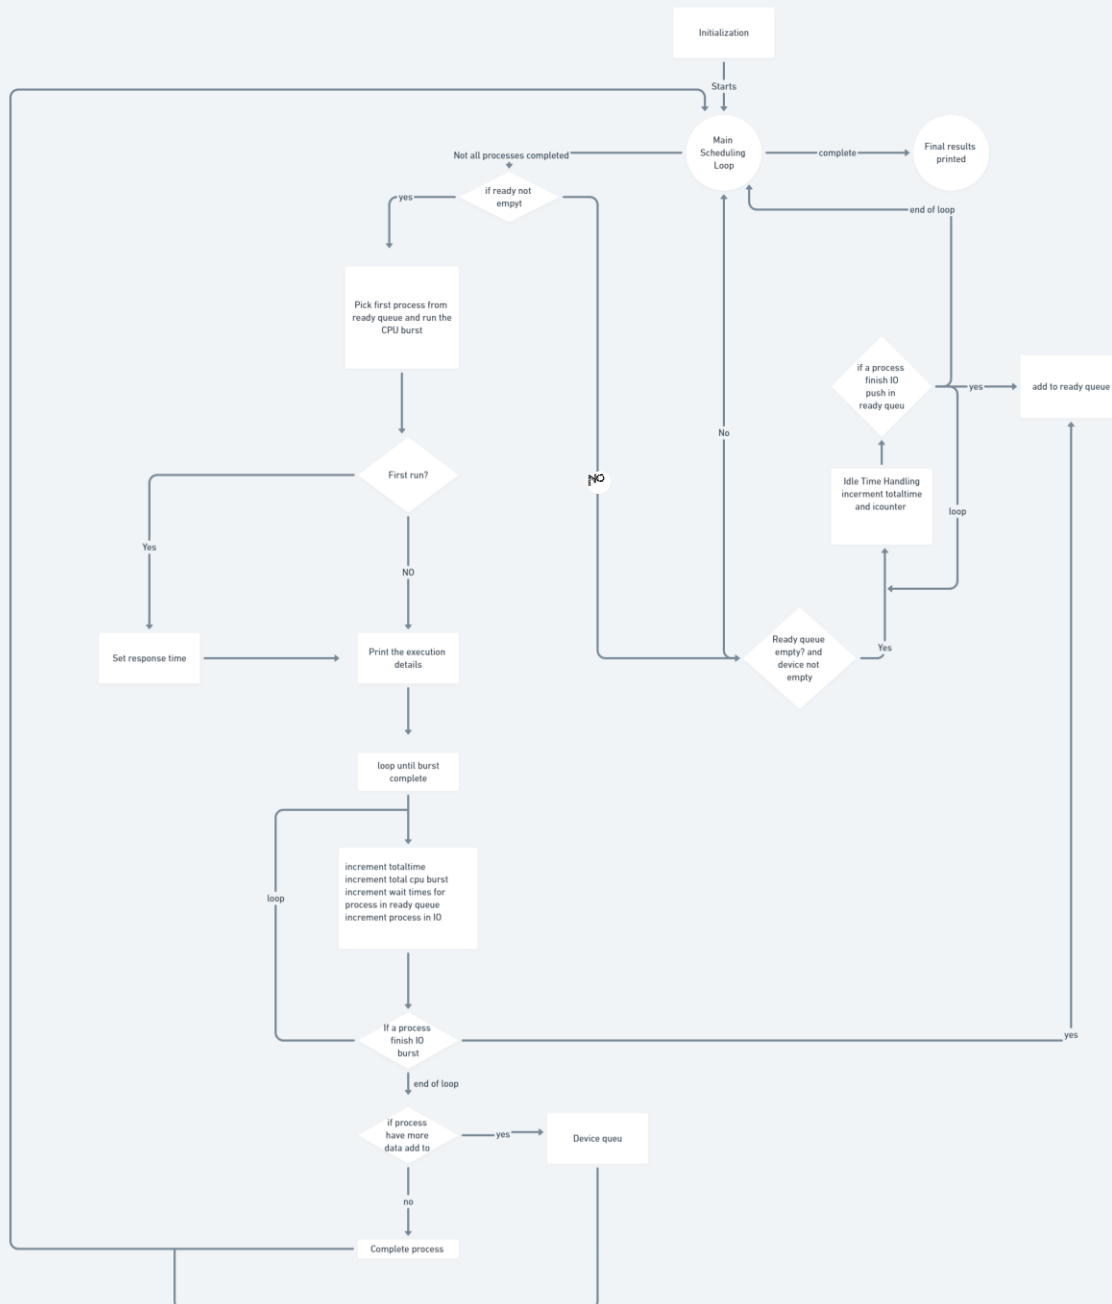 Initialization
Starts
Main
Scheduling
Loop
complete
Final results
printed
Not all processes completed
if ready not
empyt
yes
end of loop
Pick first process from
ready queue and run the
CPU burst
if a process
finish IO
push in
ready queu
yes
add to ready queue
No
First run?
NO
Idle Time Handling
incerment totaltime
and icounter
loop
Yes
NO
Set response time
Print the execution
details
Ready queue
empty? and
device not
empty
Yes
loop until burst
complete
increment totaltime
increment total cpu burst
increment wait times for
process in ready queue
increment process in IO
loop
If a process
finish IO
burst
yes
end of loop
if process
have more
data add to
yes
Device queu
no
Complete process